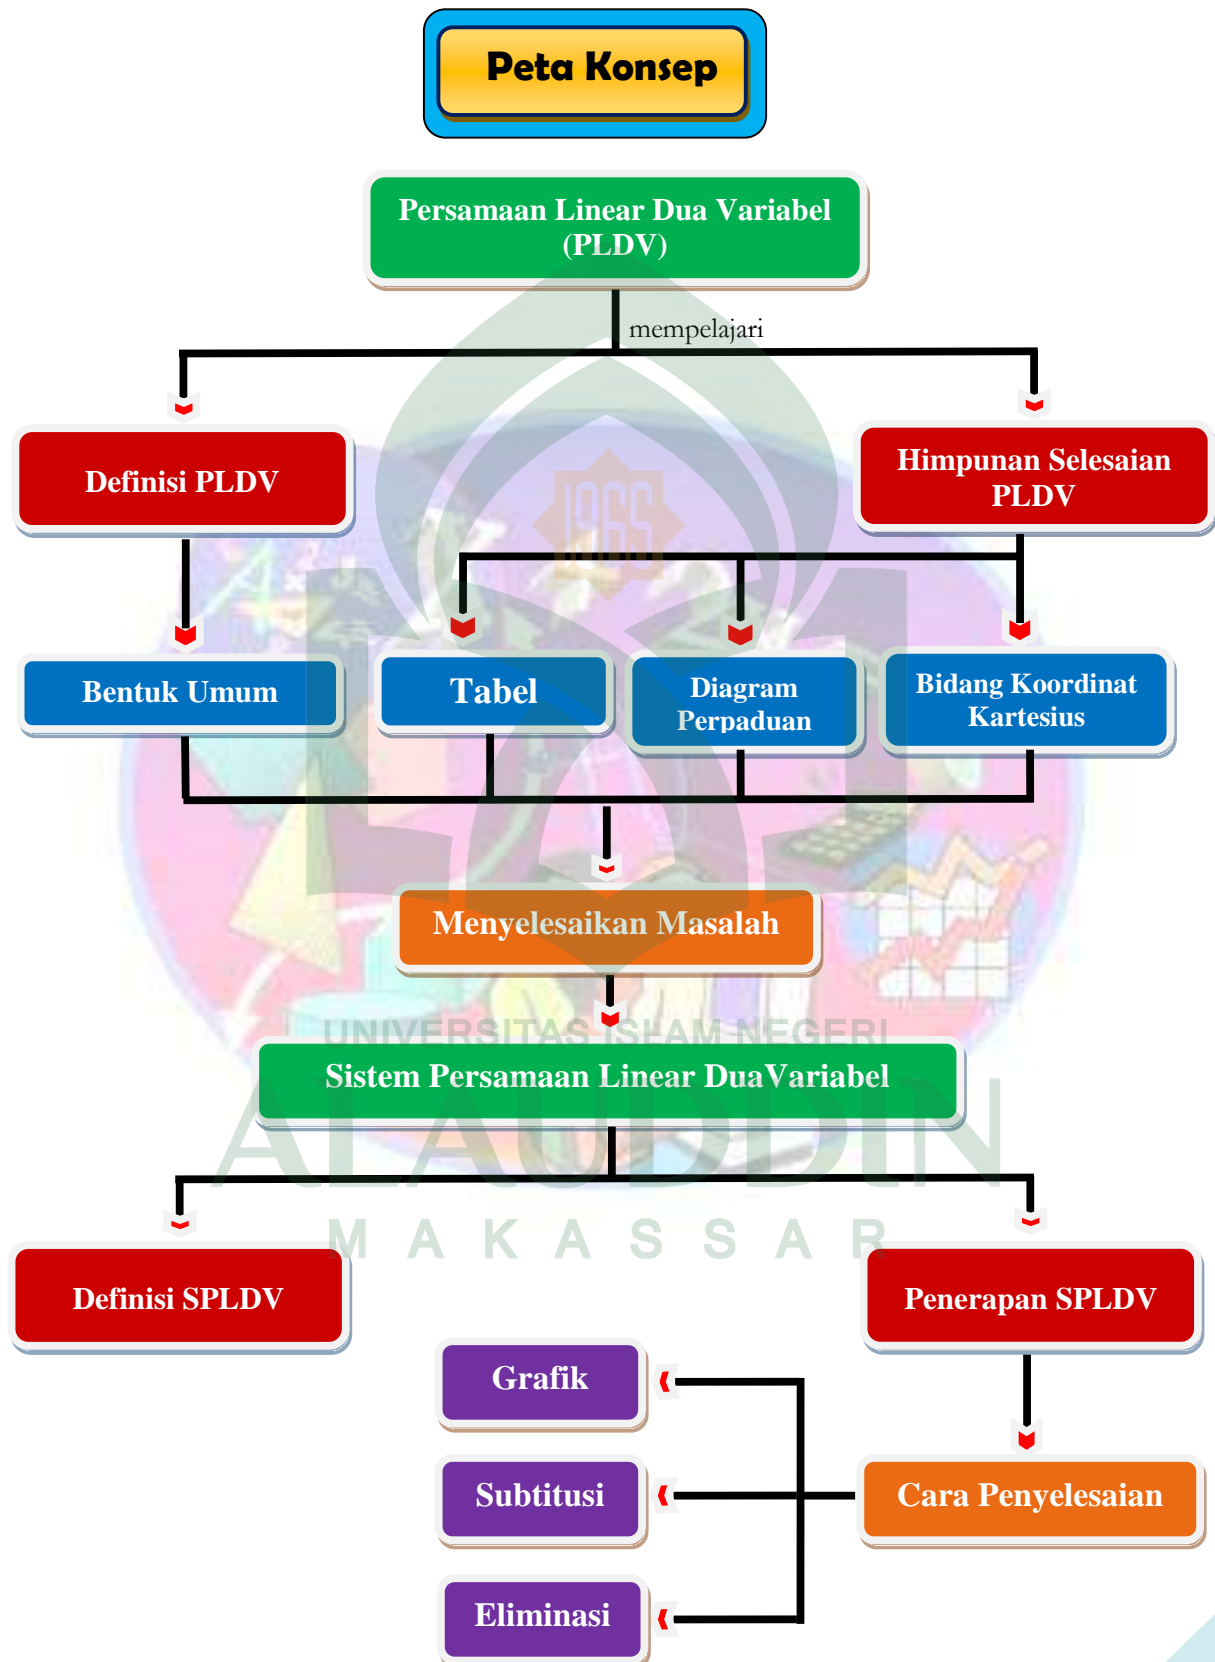 Peta Konsep
Persamaan Linear Dua Variabel
(PLDV)
mempelajari
Definisi PLDV
Himpunan Selesaian
PLDV
1965
Bentuk Umum
Tabel
Diagram
Perpaduan
Bidang Koordinat
Kartesius
Menyelesaikan Masalah
UNIVERSITAS ISLAM NEGERI
Sistem Persamaan Linear DuaVariabel
ALAUDDIN
MAKASSAR
Definisi SPLDV
Penerapan SPLDV
Grafik
Subtitusi
Cara Penyelesaian
Eliminasi